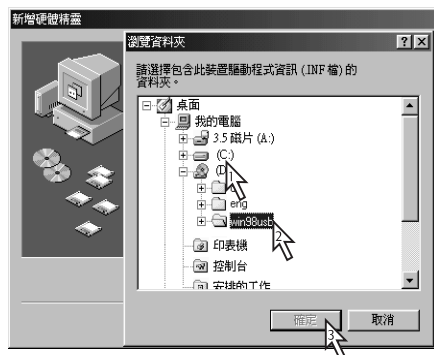 新增硬體精靈
瀏覽資料夾
請選擇包含此裝置驅動程式資訊 (INF 檔) 的
資料夾。
桌面
我的電腦
3.5 磁片 (A:)
(C:)
(D
1
eng
win98usb
2
印表機
控制台
安排的工作
確定
取消
3